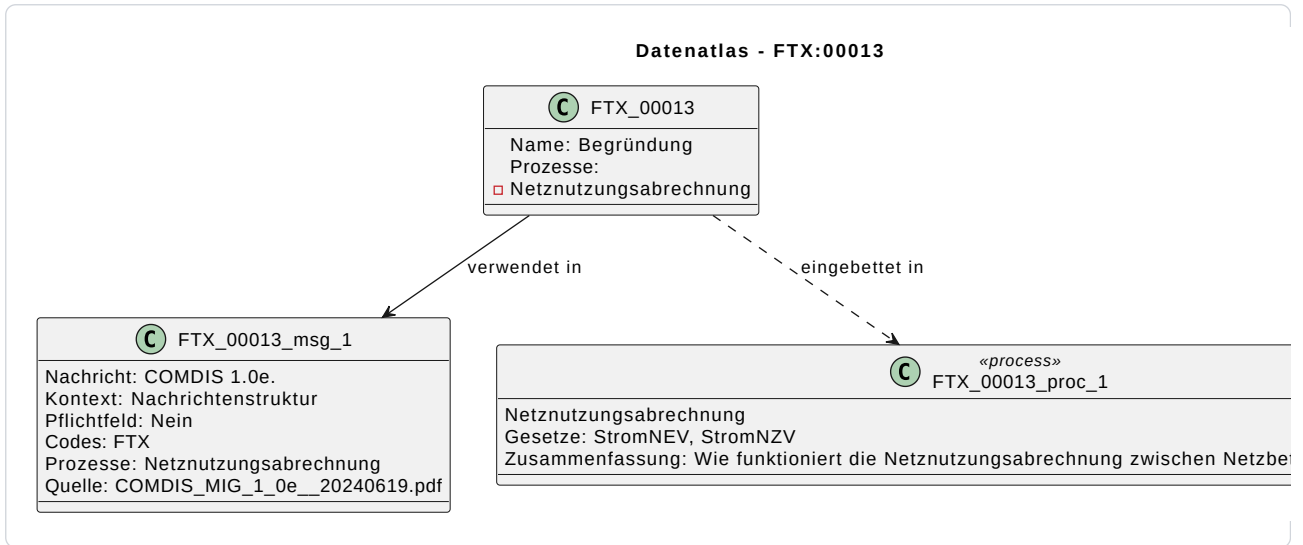 Datenatlas - FTX:00013
C FTX_00013
Name: Begründung
Prozesse:
Netznutzungsabrechnung
verwendet in
eingebettet in
C FTX_00013_msg_1
Nachricht: COMDIS 1.0e.
Kontext: Nachrichtenstruktur
Pflichtfeld: Nein
Codes: FTX
Prozesse: Netznutzungsabrechnung
Quelle: COMDIS_MIG_1_0e__20240619.pdf
«process»
C FTX_00013_proc_1
Netznutzungsabrechnung
Gesetze: StromNEV, StromNZV
Zusammenfassung: Wie funktioniert die Netznutzungsabrechnung zwischen